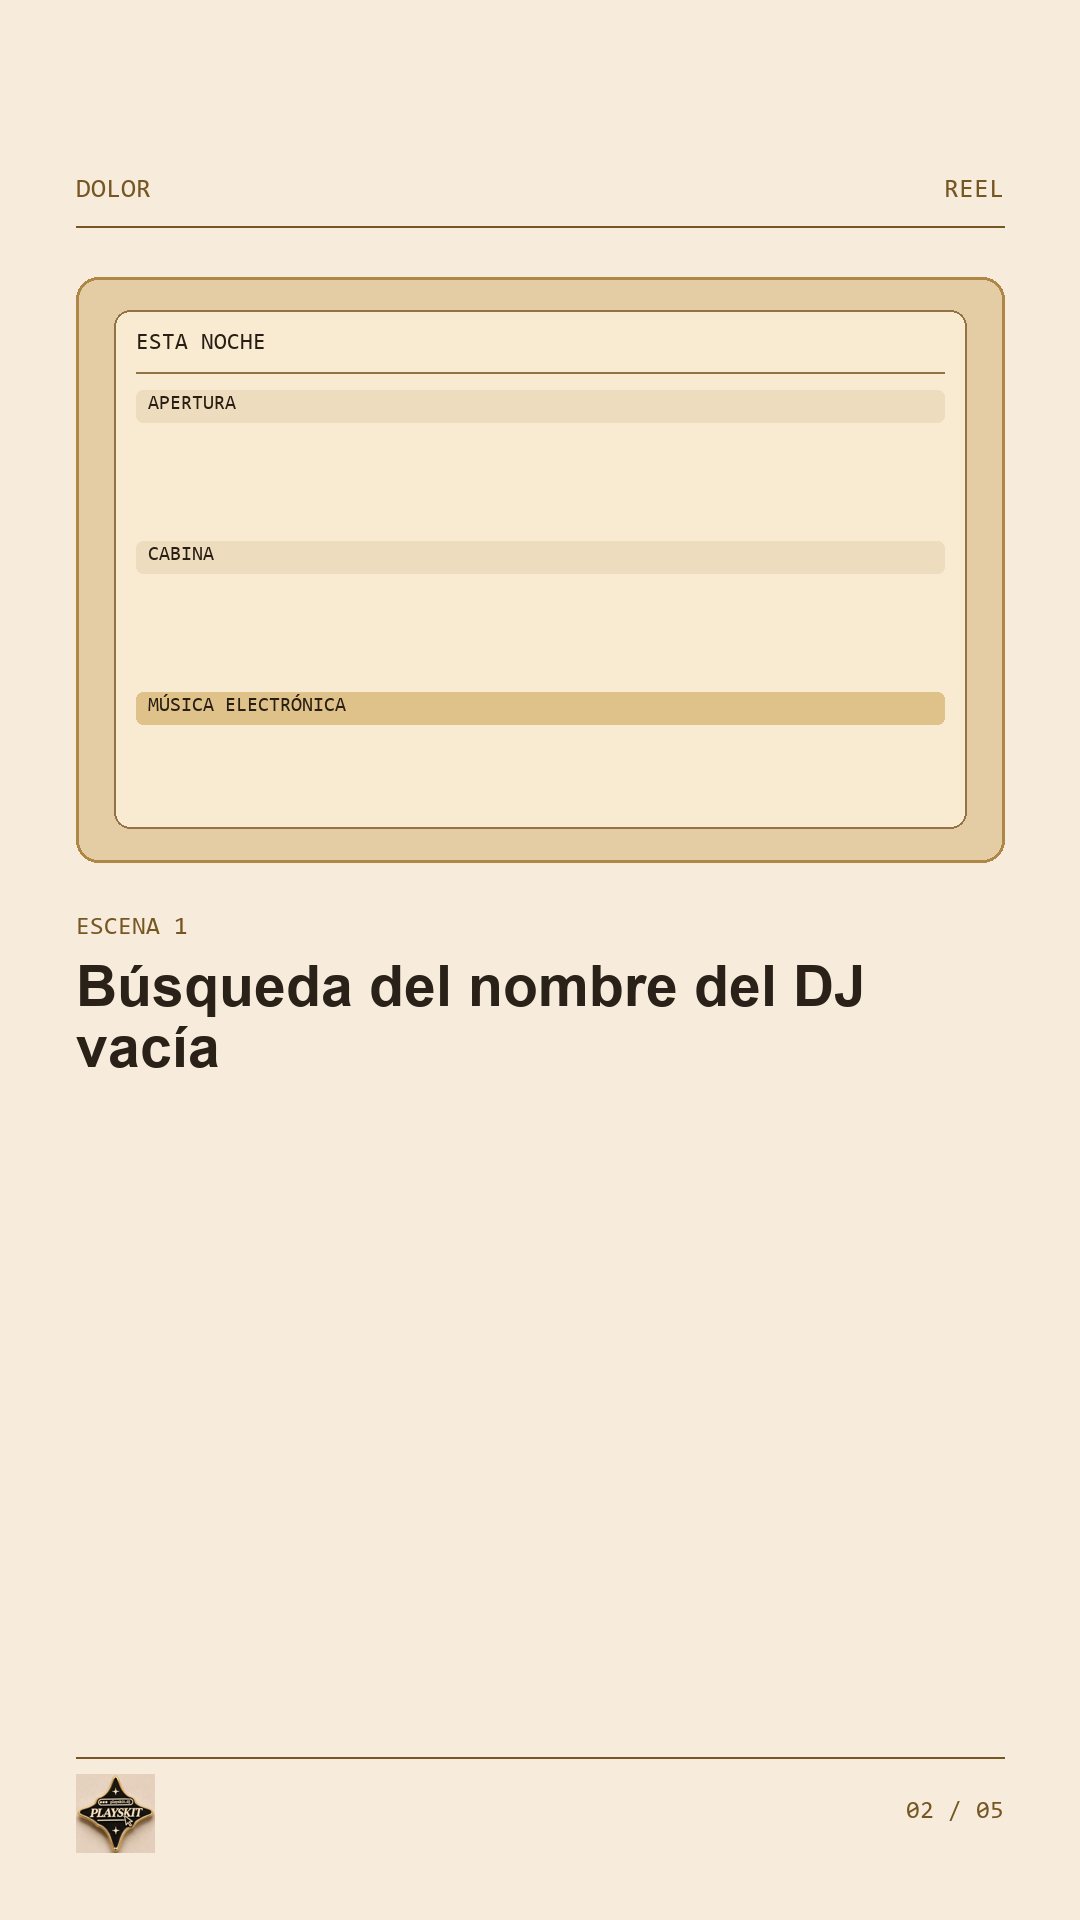 DOLOR
REEL
ESTA NOCHE
APERTURA
CABINA
MÚSICA ELECTRÓNICA
ESCENA 1
Búsqueda del nombre del DJ
vacía
PLAYSKIT
02 / 05